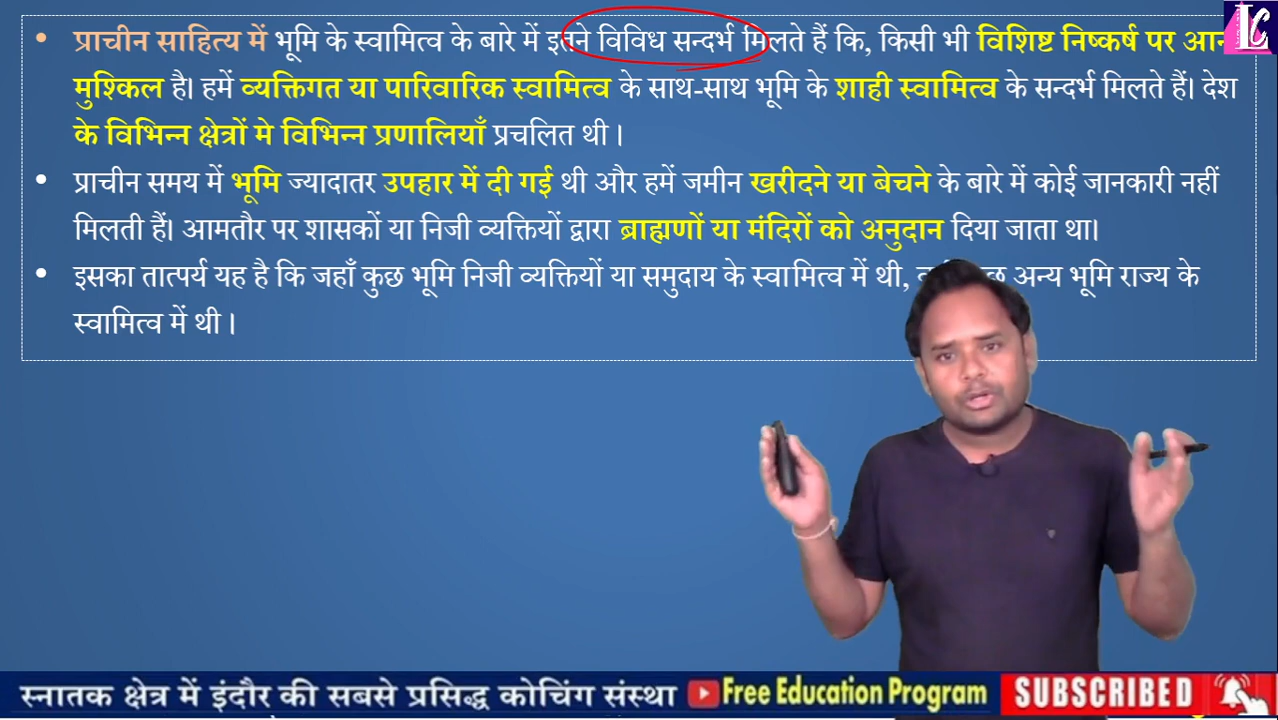 LC
प्राचीन साहित्य में भूमि के स्वामित्व के बारे में इतने विविध सन्दर्भ मिलते हैं कि, किसी भी विशिष्ट निष्कर्ष पर आन
मुश्किल है। हमें व्यक्तिगत या पारिवारिक स्वामित्व के साथ-साथ भूमि के शाही स्वामित्व के सन्दर्भ मिलते हैं। देश
के विभिन्न क्षेत्रों मे विभिन्न प्रणालियाँ प्रचलित थी।
प्राचीन समय में भूमि ज्यादातर उपहार में दी गई थी और हमें जमीन खरीदने या बेचने के बारे में कोई जानकारी नहीं
मिलती हैं। आमतौर पर शासकों या निजी व्यक्तियों द्वारा ब्राह्मणों या मंदिरों को अनुदान दिया जाता था।
इसका तात्पर्य यह है कि जहाँ कुछ भूमि निजी व्यक्तियों या समुदाय के स्वामित्व में थी, अन्य भूमि राज्य के
स्वामित्व में थी।
स्नातक क्षेत्र में इंदौर की सबसे प्रसिद्ध कोचिंग संस्था Free Education Program SUBSCRIBED